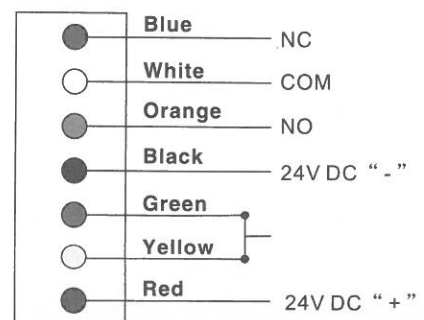 Blue NC
White COM
Orange NO
Black 24V DC “ - ”
Green
Yellow
Red 24V DC “ + ”